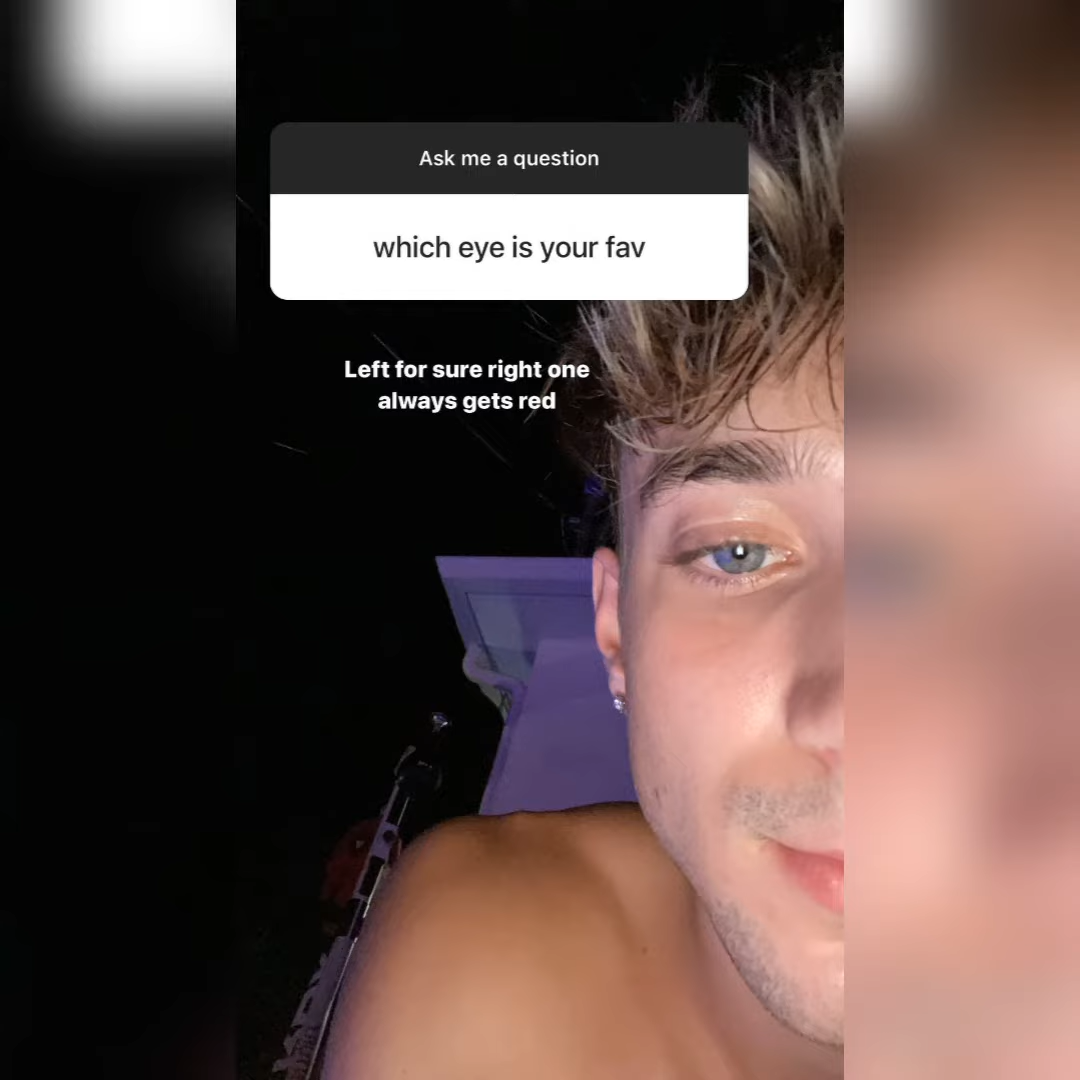 Ask me a question
which eye is your fav
Left for sure right one
always gets red